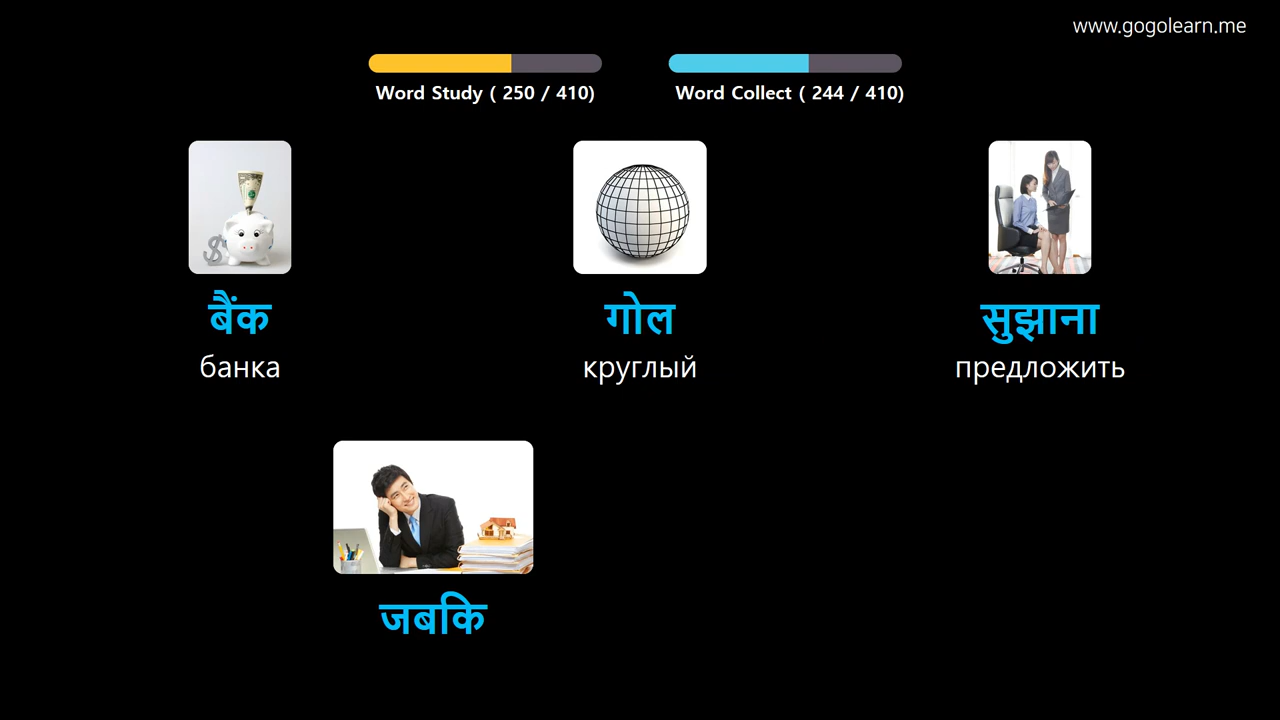 www.gogolearn.me
Word Study ( 250 / 410)
Word Collect ( 244 / 410)
बैंक
गोल
सुझाना
банка
круглый
предложить
जबकि